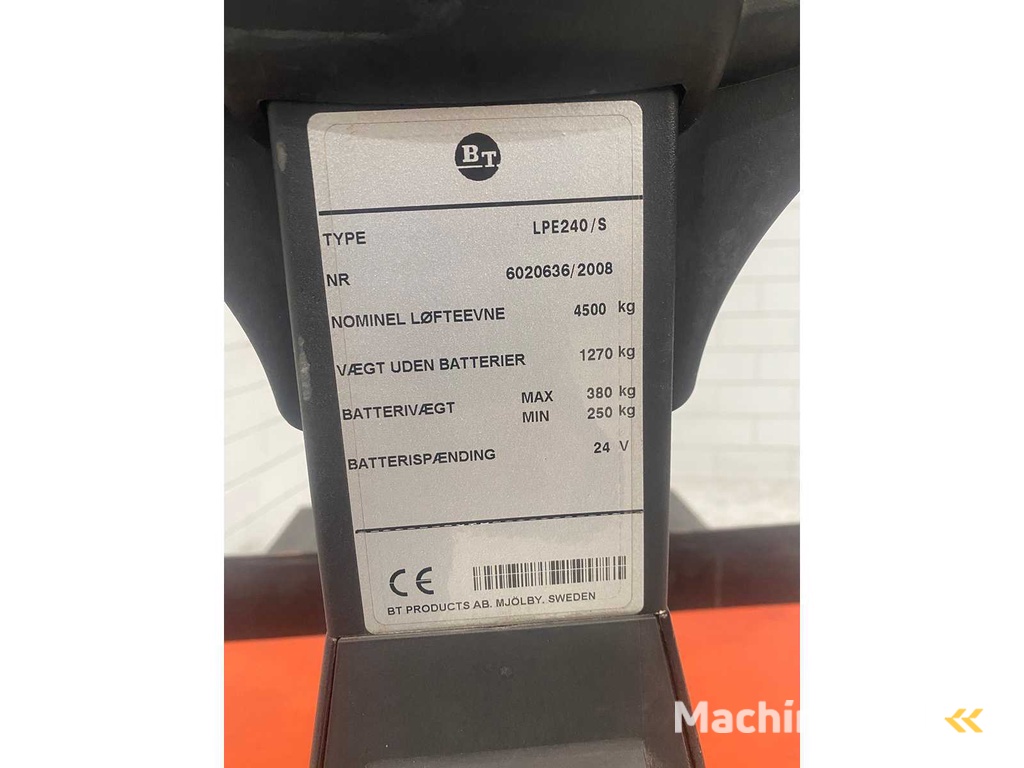 BT
TYPE LPE240/S
NR 6020636/2008
NOMINEL LØFTEEVNE 4500 kg
VÆGT UDEN BATTERIER 1270 kg
BATTERIVÆGT MAX 380 kg
MIN 250 kg
BATTERISPÆNDING 24 V
CE
BT PRODUCTS AB. MJÖLBY. SWEDEN
Machin